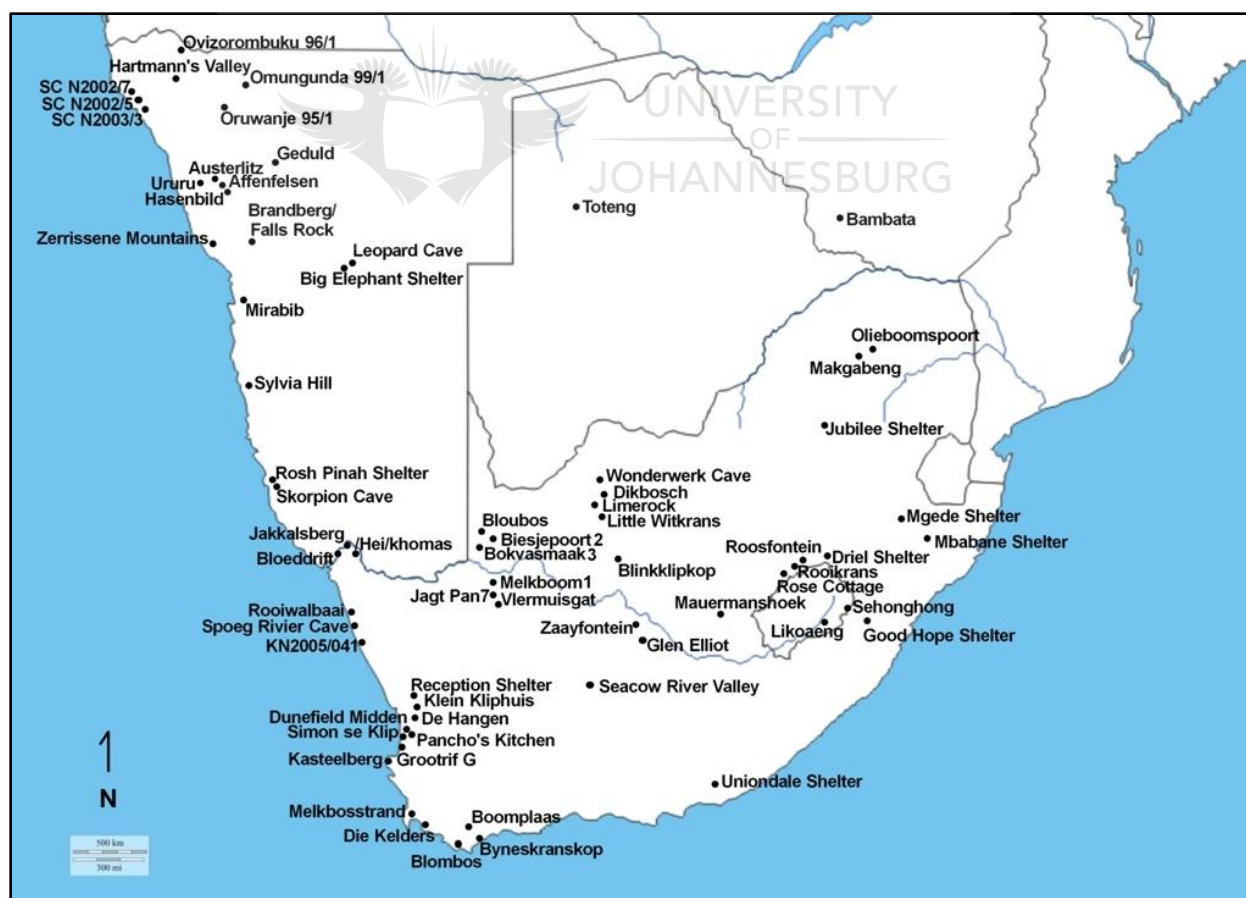 Ovizorombuku 96/1
Hartmann's Valley
Omungunda 99/1
SC N2002/7
SC N2002/5
SC N2003/3
Oruwanje 95/1
UNIVERSITY
OF
JOHANNESBURG
Geduld
Austerlitz
Ururu
Affenfelsen
Hasenbild
Brandberg/
Falls Rock
Toteng
Bambata
Zerrissene Mountains
Leopard Cave
Big Elephant Shelter
Mirabib
Olieboomspoort
Makgabeng
Sylvia Hill
Jubilee Shelter
Rosh Pinah Shelter
Skorpion Cave
Wonderwerk Cave
Dikbosch
Limerock
Little Witkrans
Mgede Shelter
Mbabane Shelter
Jakkalsberg
/Hei/khomas
Bloeddrift
Bloubos
Biesjepoort 2
Bokvasmaak 3
Blinkklipkop
Roosfontein
Driel Shelter
Rooikrans
Rose Cottage
Melkboom1
Jagt Pan7
Vlermuisgat
Mauermanshoek
Sehonghong
Rooiwalbaai
Spoeg Rivier Cave
KN2005/041
Zaayfontein
Glen Elliot
Likoaeng
Good Hope Shelter
Reception Shelter
Klein Kliphuis
Seacow River Valley
Dunefield Midden
De Hangen
Simon se Klip
Pancho's Kitchen
Kasteelberg
Grootrif G
N
Uniondale Shelter
Melkbosstrand
Boomplaas
Die Kelders
Byneskranskop
Blombos
500 km
300 mi